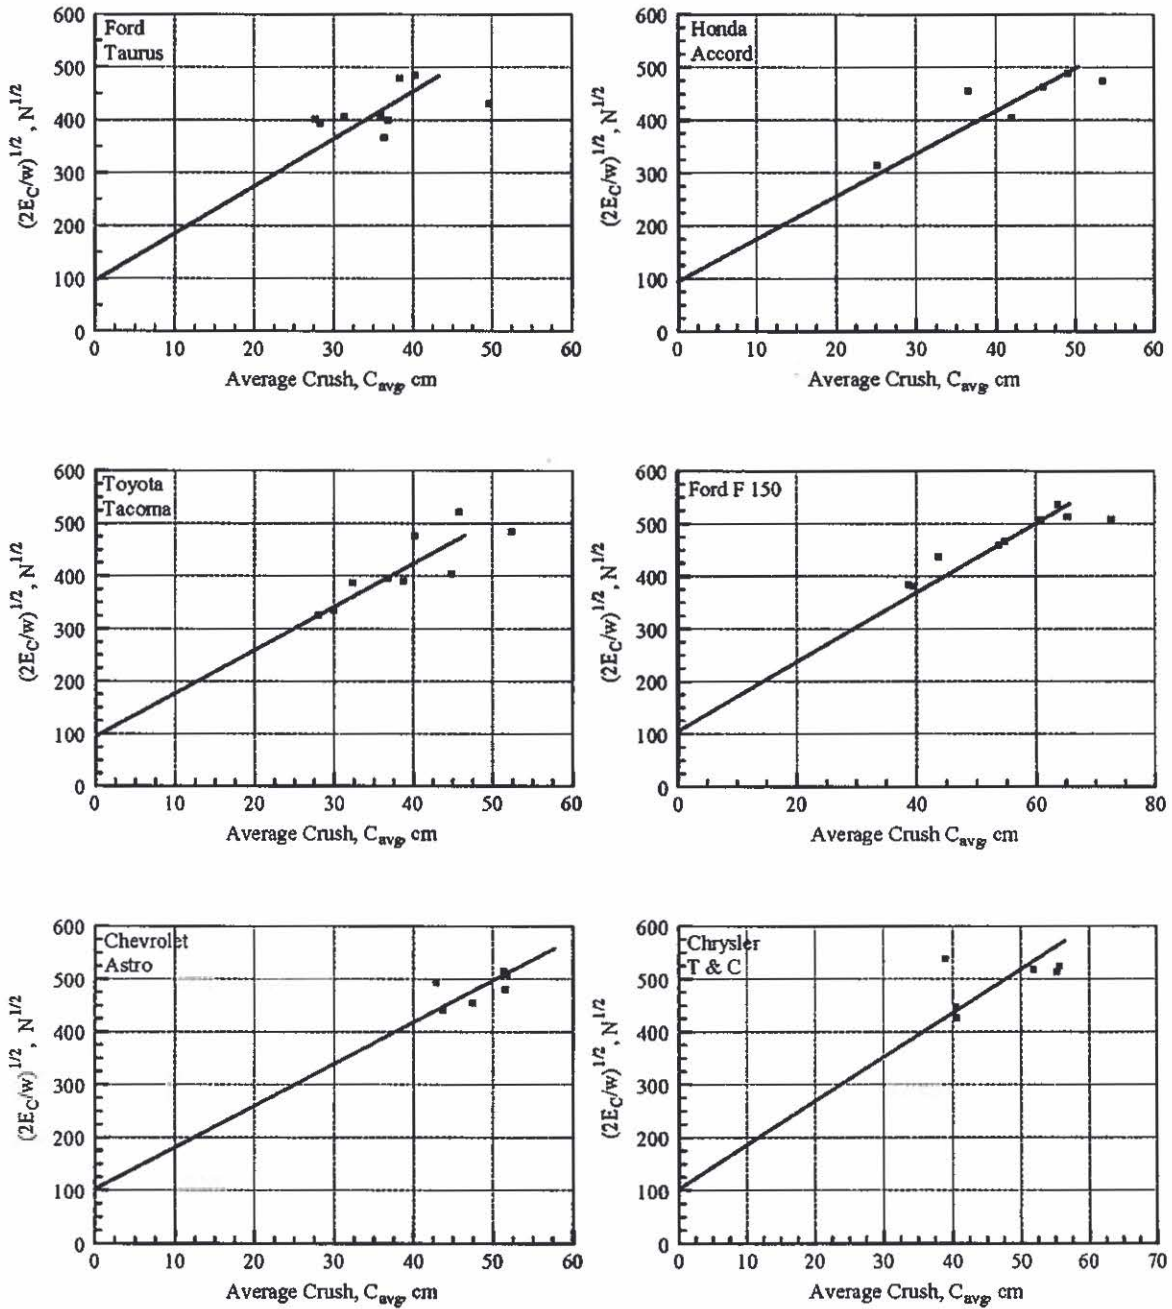 Ford
Taurus
600
500
400
300
200
100
0
(2E_C/w)^1/2 , N^1/2
0 10 20 30 40 50 60
Average Crush, C_avg, cm
Honda
Accord
600
500
400
300
200
100
0
(2E_C/w)^1/2 , N^1/2
0 10 20 30 40 50 60
Average Crush, C_avg, cm
Toyota
Tacoma
600
500
400
300
200
100
0
(2E_C/w)^1/2 , N^1/2
0 10 20 30 40 50 60
Average Crush, C_avg, cm
Ford F 150
600
500
400
300
200
100
0
(2E_C/w)^1/2 , N^1/2
0 20 40 60 80
Average Crush C_avg, cm
Chevrolet
Astro
600
500
400
300
200
100
0
(2E_C/w)^1/2 , N^1/2
0 10 20 30 40 50 60
Average Crush, C_avg, cm
Chrysler
T & C
600
500
400
300
200
100
0
(2E_C/w)^1/2 , N^1/2
0 10 20 30 40 50 60 70
Average Crush, C_avg, cm